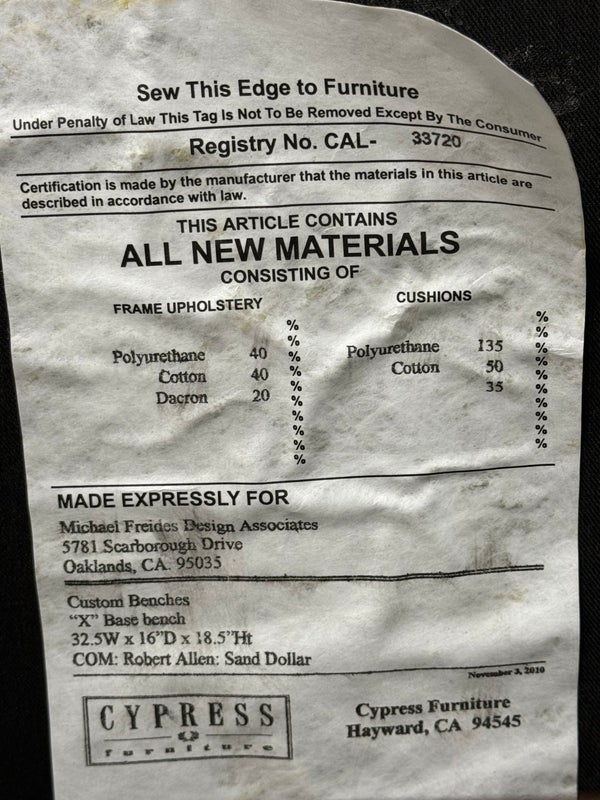 Sew This Edge to Furniture
Under Penalty of Law This Tag Is Not To Be Removed Except By The Consumer
Registry No. CAL- 33720
Certification is made by the manufacturer that the materials in this article are
described in accordance with law.
THIS ARTICLE CONTAINS
ALL NEW MATERIALS
CONSISTING OF
FRAME UPHOLSTERY
%
%
Polyurethane 40 %
Cotton 40 %
%
Dacron 20 %
%
%
%
%
CUSHIONS
%
%
Polyurethane 135 %
Cotton 50 %
35 %
%
%
%
%
MADE EXPRESSLY FOR
Michael Freides Design Associates
5781 Scarborough Drive
Oaklands, CA. 95035
Custom Benches
“X” Base bench
32.5W x 16”D x 18.5”Ht
COM: Robert Allen: Sand Dollar
November 3, 2010
CYPRESS
furniture
Cypress Furniture
Hayward, CA 94545